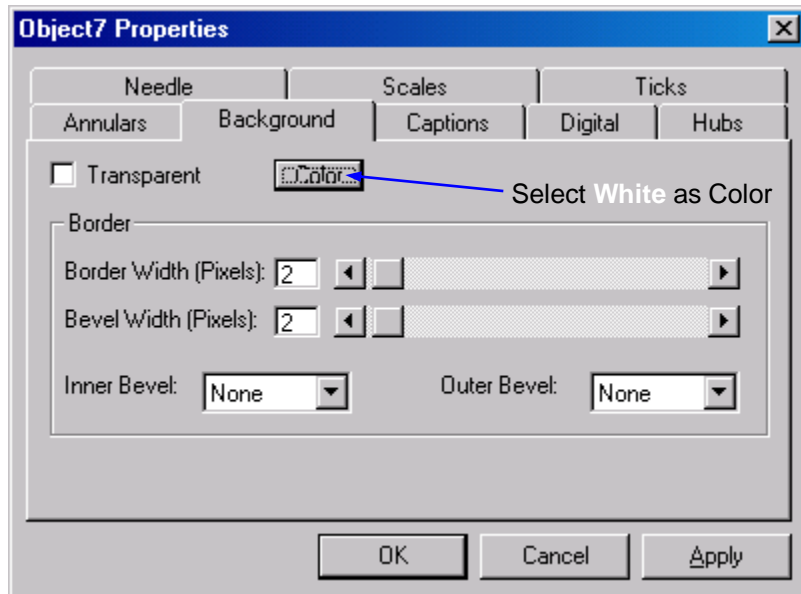 Object7 Properties
Needle Scales Ticks
Annulars Background Captions Digital Hubs
Transparent Color...
Select White as Color
Border
Border Width (Pixels): 2
Bevel Width (Pixels): 2
Inner Bevel: None Outer Bevel: None
OK Cancel Apply